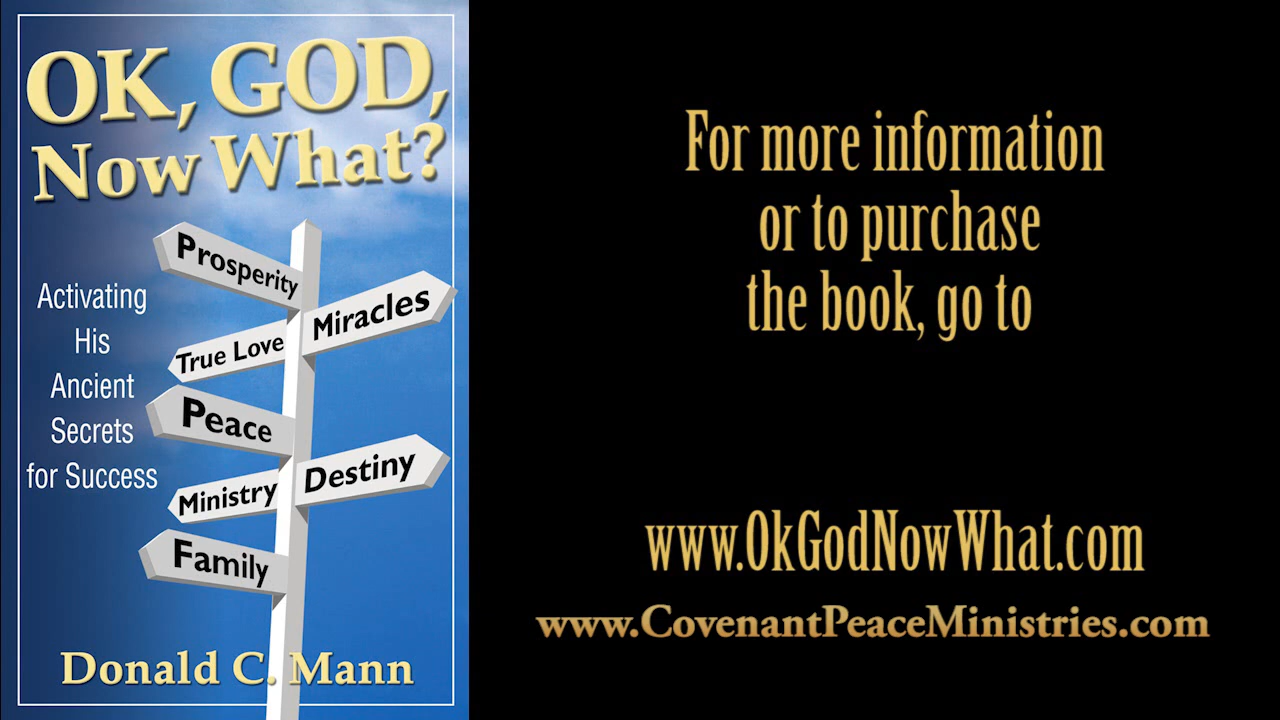 OK, GOD,
Now What?
Activating
His
Ancient
Secrets
for Success
Prosperity
Miracles
True Love
Peace
Destiny
Ministry
Family
Donald C. Mann
For more information
or to purchase
the book, go to
www.OkGodNowWhat.com
www.CovenantPeaceMinistries.com